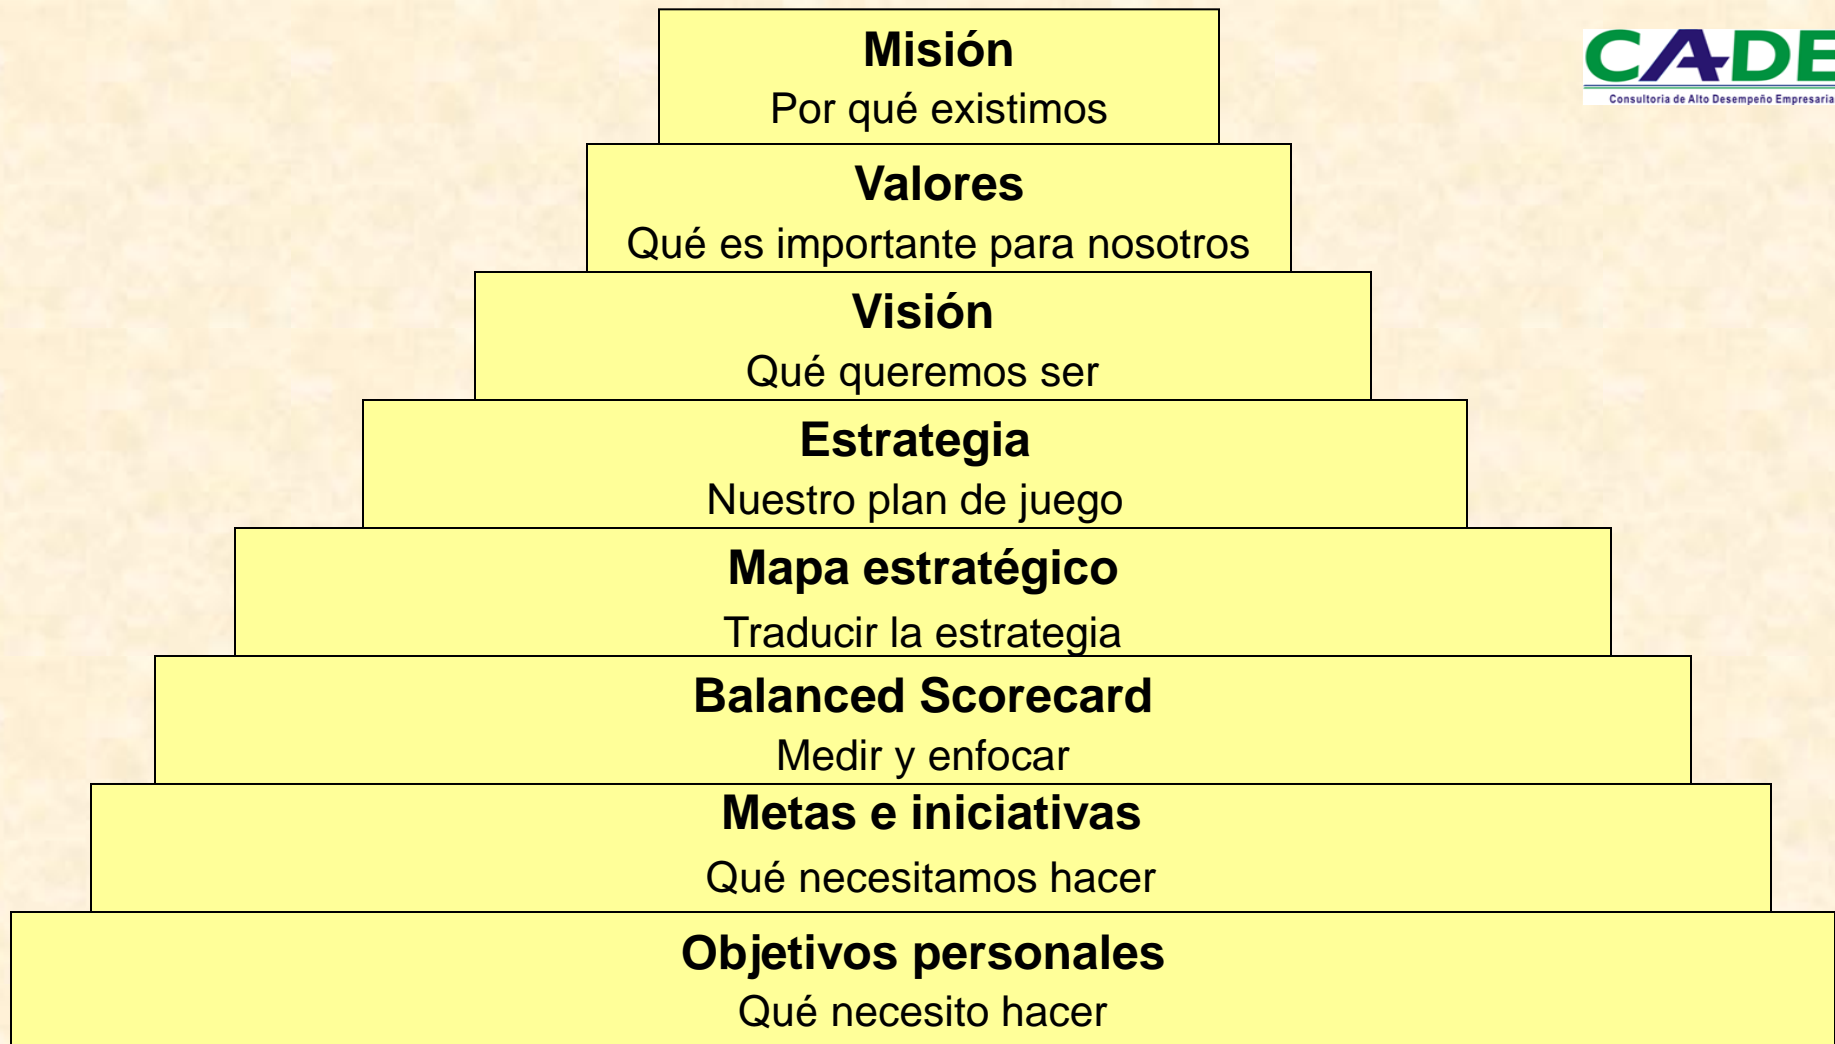 Misión
Por qué existimos
CADE
Consultoria de Alto Desempeño Empresaria
Valores
Qué es importante para nosotros
Visión
Qué queremos ser
Estrategia
Nuestro plan de juego
Mapa estratégico
Traducir la estrategia
Balanced Scorecard
Medir y enfocar
Metas e iniciativas
Qué necesitamos hacer
Objetivos personales
Qué necesito hacer